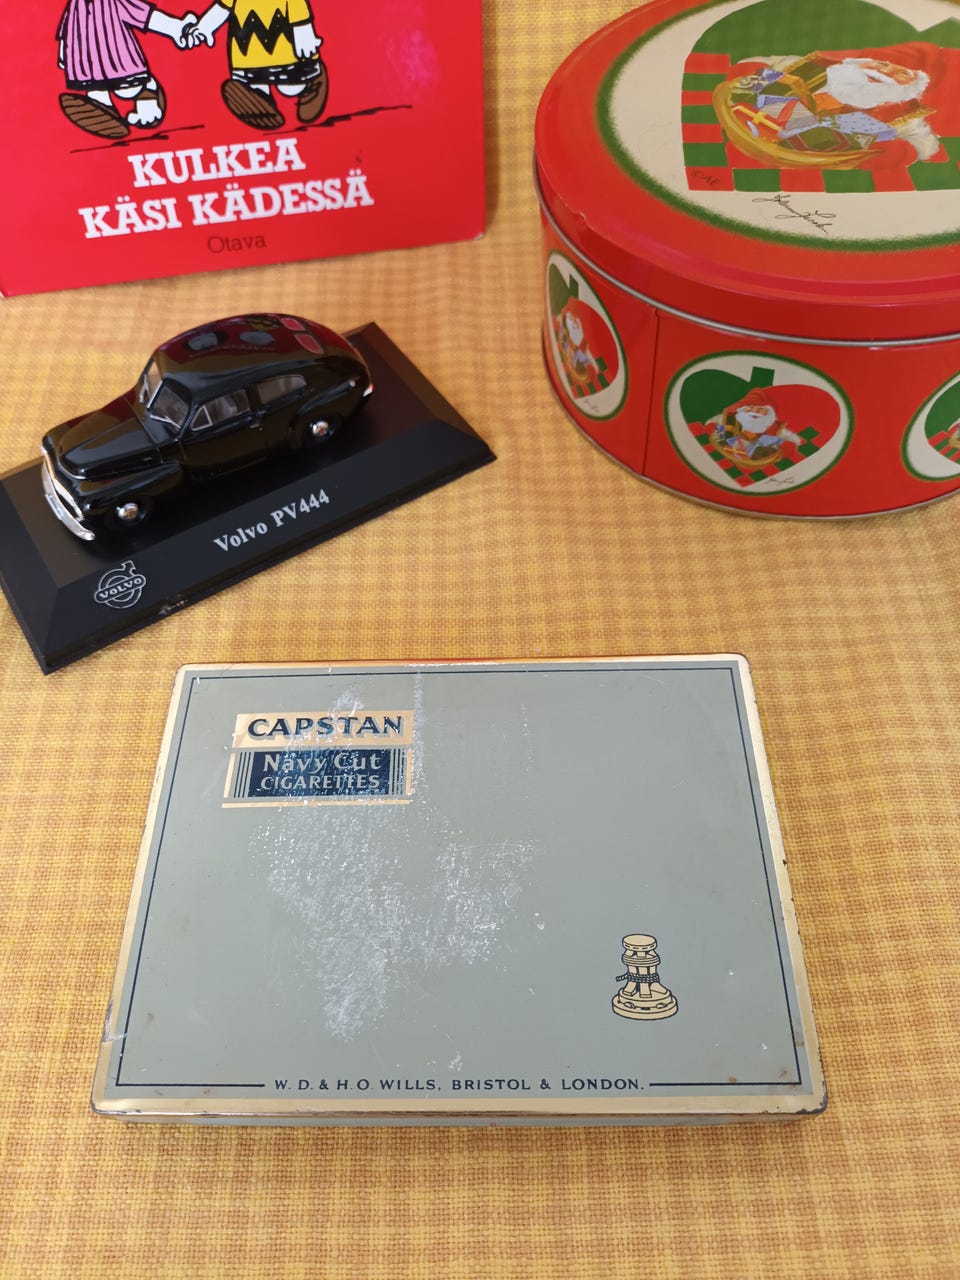 KULKEA
KÄSI KÄDESSÄ
Otava
Volvo PV444
VOLVO
CAPSTAN
Navy Cut
CIGARETTES
W. D. & H. O. WILLS, BRISTOL & LONDON.